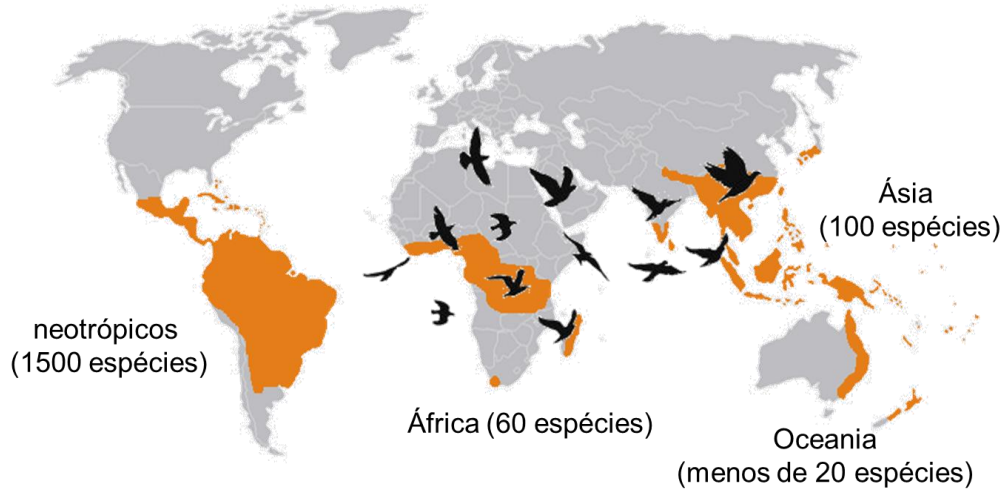 neotrópicos
(1500 espécies)
África (60 espécies)
Ásia
(100 espécies)
Oceania
(menos de 20 espécies)